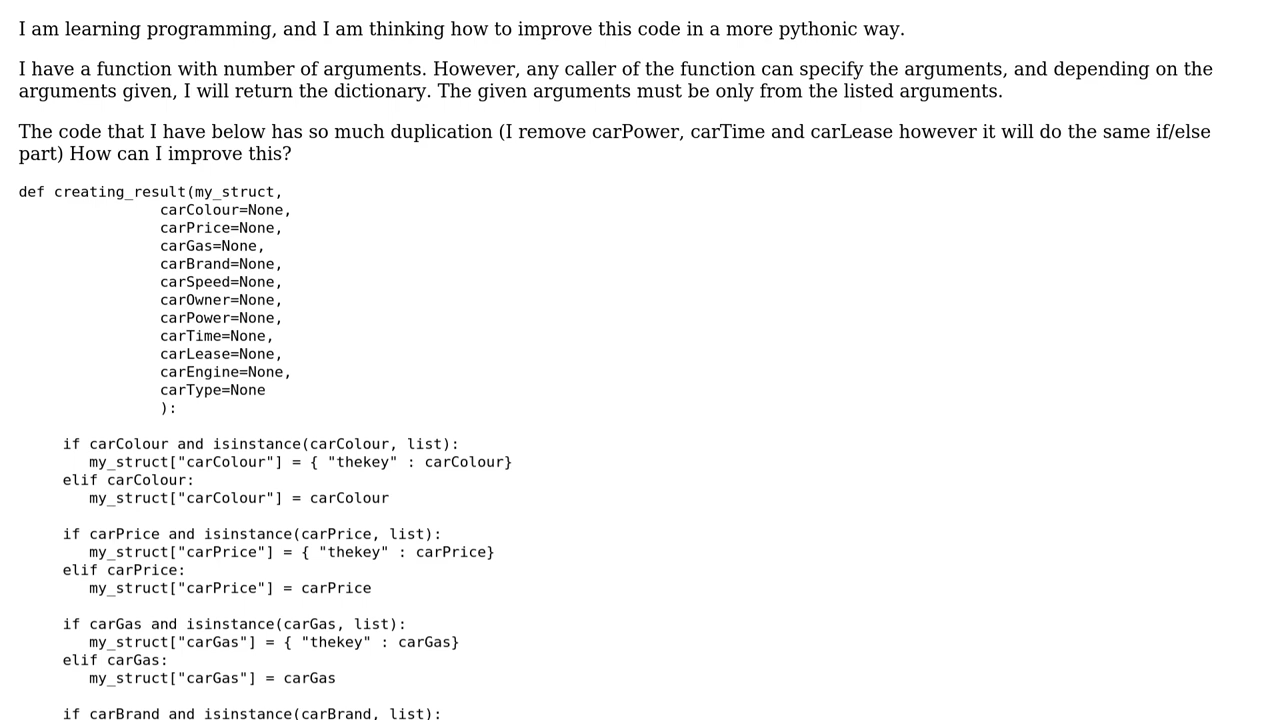 I am learning programming, and I am thinking how to improve this code in a more pythonic way.
I have a function with number of arguments. However, any caller of the function can specify the arguments, and depending on the
arguments given, I will return the dictionary. The given arguments must be only from the listed arguments.
The code that I have below has so much duplication (I remove carPower, carTime and carLease however it will do the same if/else
part) How can I improve this?
def creating_result(my_struct,
                carColour=None,
                carPrice=None,
                carGas=None,
                carBrand=None,
                carSpeed=None,
                carOwner=None,
                carPower=None,
                carTime=None,
                carLease=None,
                carEngine=None,
                carType=None
                ):
     if carColour and isinstance(carColour, list):
        my_struct["carColour"] = { "thekey" : carColour}
     elif carColour:
        my_struct["carColour"] = carColour
     if carPrice and isinstance(carPrice, list):
        my_struct["carPrice"] = { "thekey" : carPrice}
     elif carPrice:
        my_struct["carPrice"] = carPrice
     if carGas and isinstance(carGas, list):
        my_struct["carGas"] = { "thekey" : carGas}
     elif carGas:
        my_struct["carGas"] = carGas
     if carBrand and isinstance(carBrand, list):